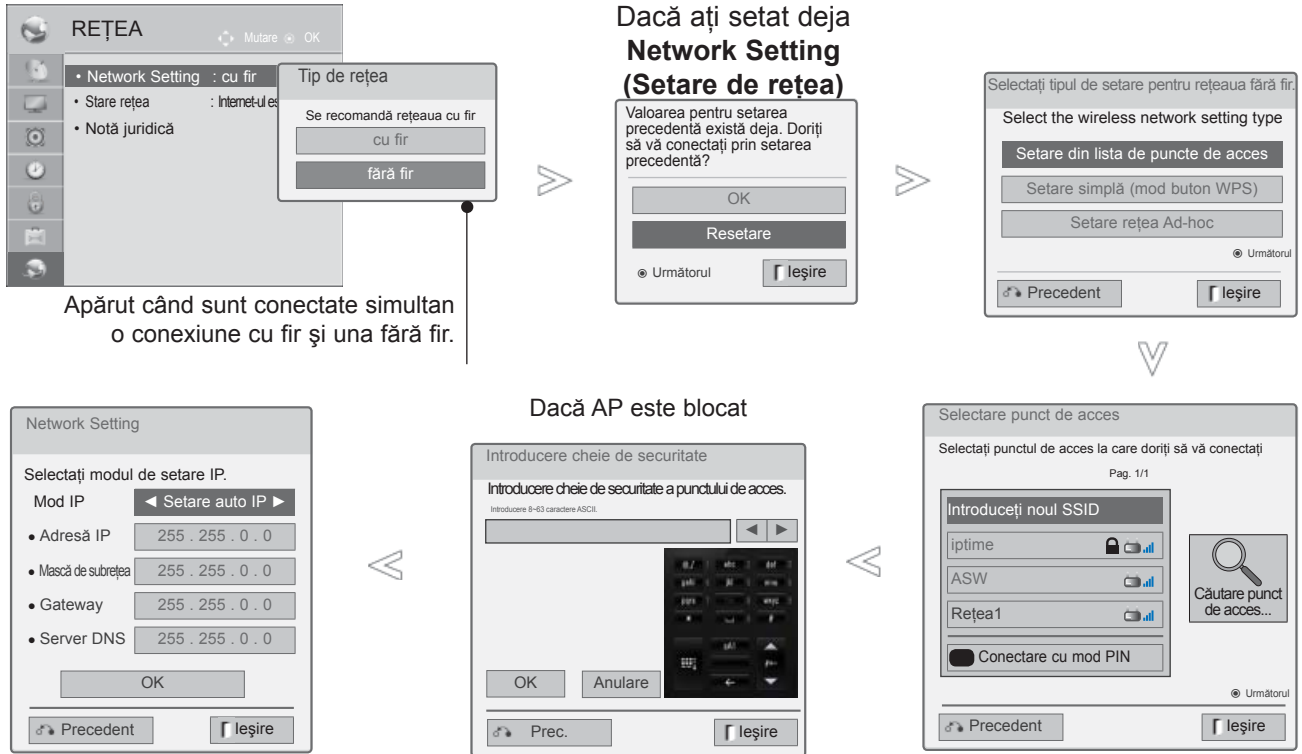 REȚEA
Mutare OK
• Network Setting : cu fir
• Stare rețea : Internet-ul es
• Notă juridică
Tip de rețea
Se recomandă rețeaua cu fir
cu fir
fără fir
Apărut când sunt conectate simultan
o conexiune cu fir şi una fără fir.
Dacă ați setat deja
Network Setting
(Setare de rețea)
Valoarea pentru setarea
precedentă există deja. Doriți
să vă conectați prin setarea
precedentă?
OK
Resetare
Următorul
Ieşire
Selectați tipul de setare pentru rețeaua fără fir.
Select the wireless network setting type
Setare din lista de puncte de acces
Setare simplă (mod buton WPS)
Setare rețea Ad-hoc
Următorul
Precedent
Ieşire
Selectare punct de acces
Selectați punctul de acces la care doriți să vă conectați
Pag. 1/1
Introduceți noul SSID
iptime
ASW
Rețea1
Conectare cu mod PIN
Căutare punct
de acces...
Următorul
Precedent
Ieşire
Dacă AP este blocat
Introducere cheie de securitate
Introducere cheie de securitate a punctului de acces.
Introducere 8~63 caractere ASCII.
OK
Anulare
Prec.
Ieşire
Network Setting
Selectați modul de setare IP.
Mod IP ◄ Setare auto IP ►
• Adresă IP 255 . 255 . 0 . 0
• Mască de subrețea 255 . 255 . 0 . 0
• Gateway 255 . 255 . 0 . 0
• Server DNS 255 . 255 . 0 . 0
OK
Precedent
Ieşire